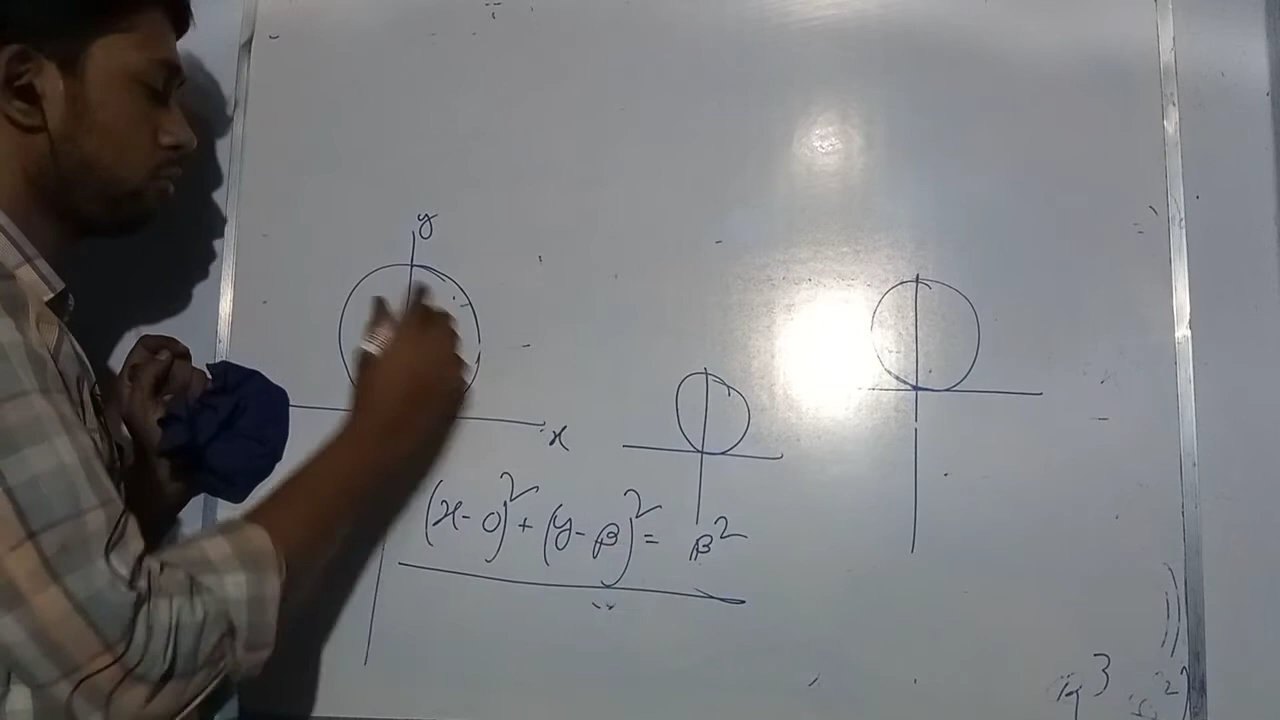 y
x
(x-0)² + (y-β)² = β²